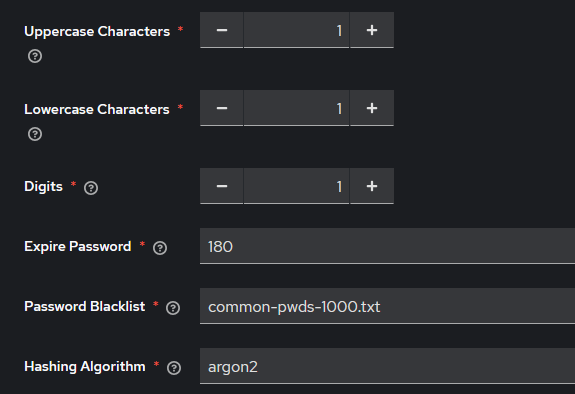 Uppercase Characters * − 1 +
Lowercase Characters * − 1 +
Digits * − 1 +
Expire Password * 180
Password Blacklist * common-pwds-1000.txt
Hashing Algorithm * argon2